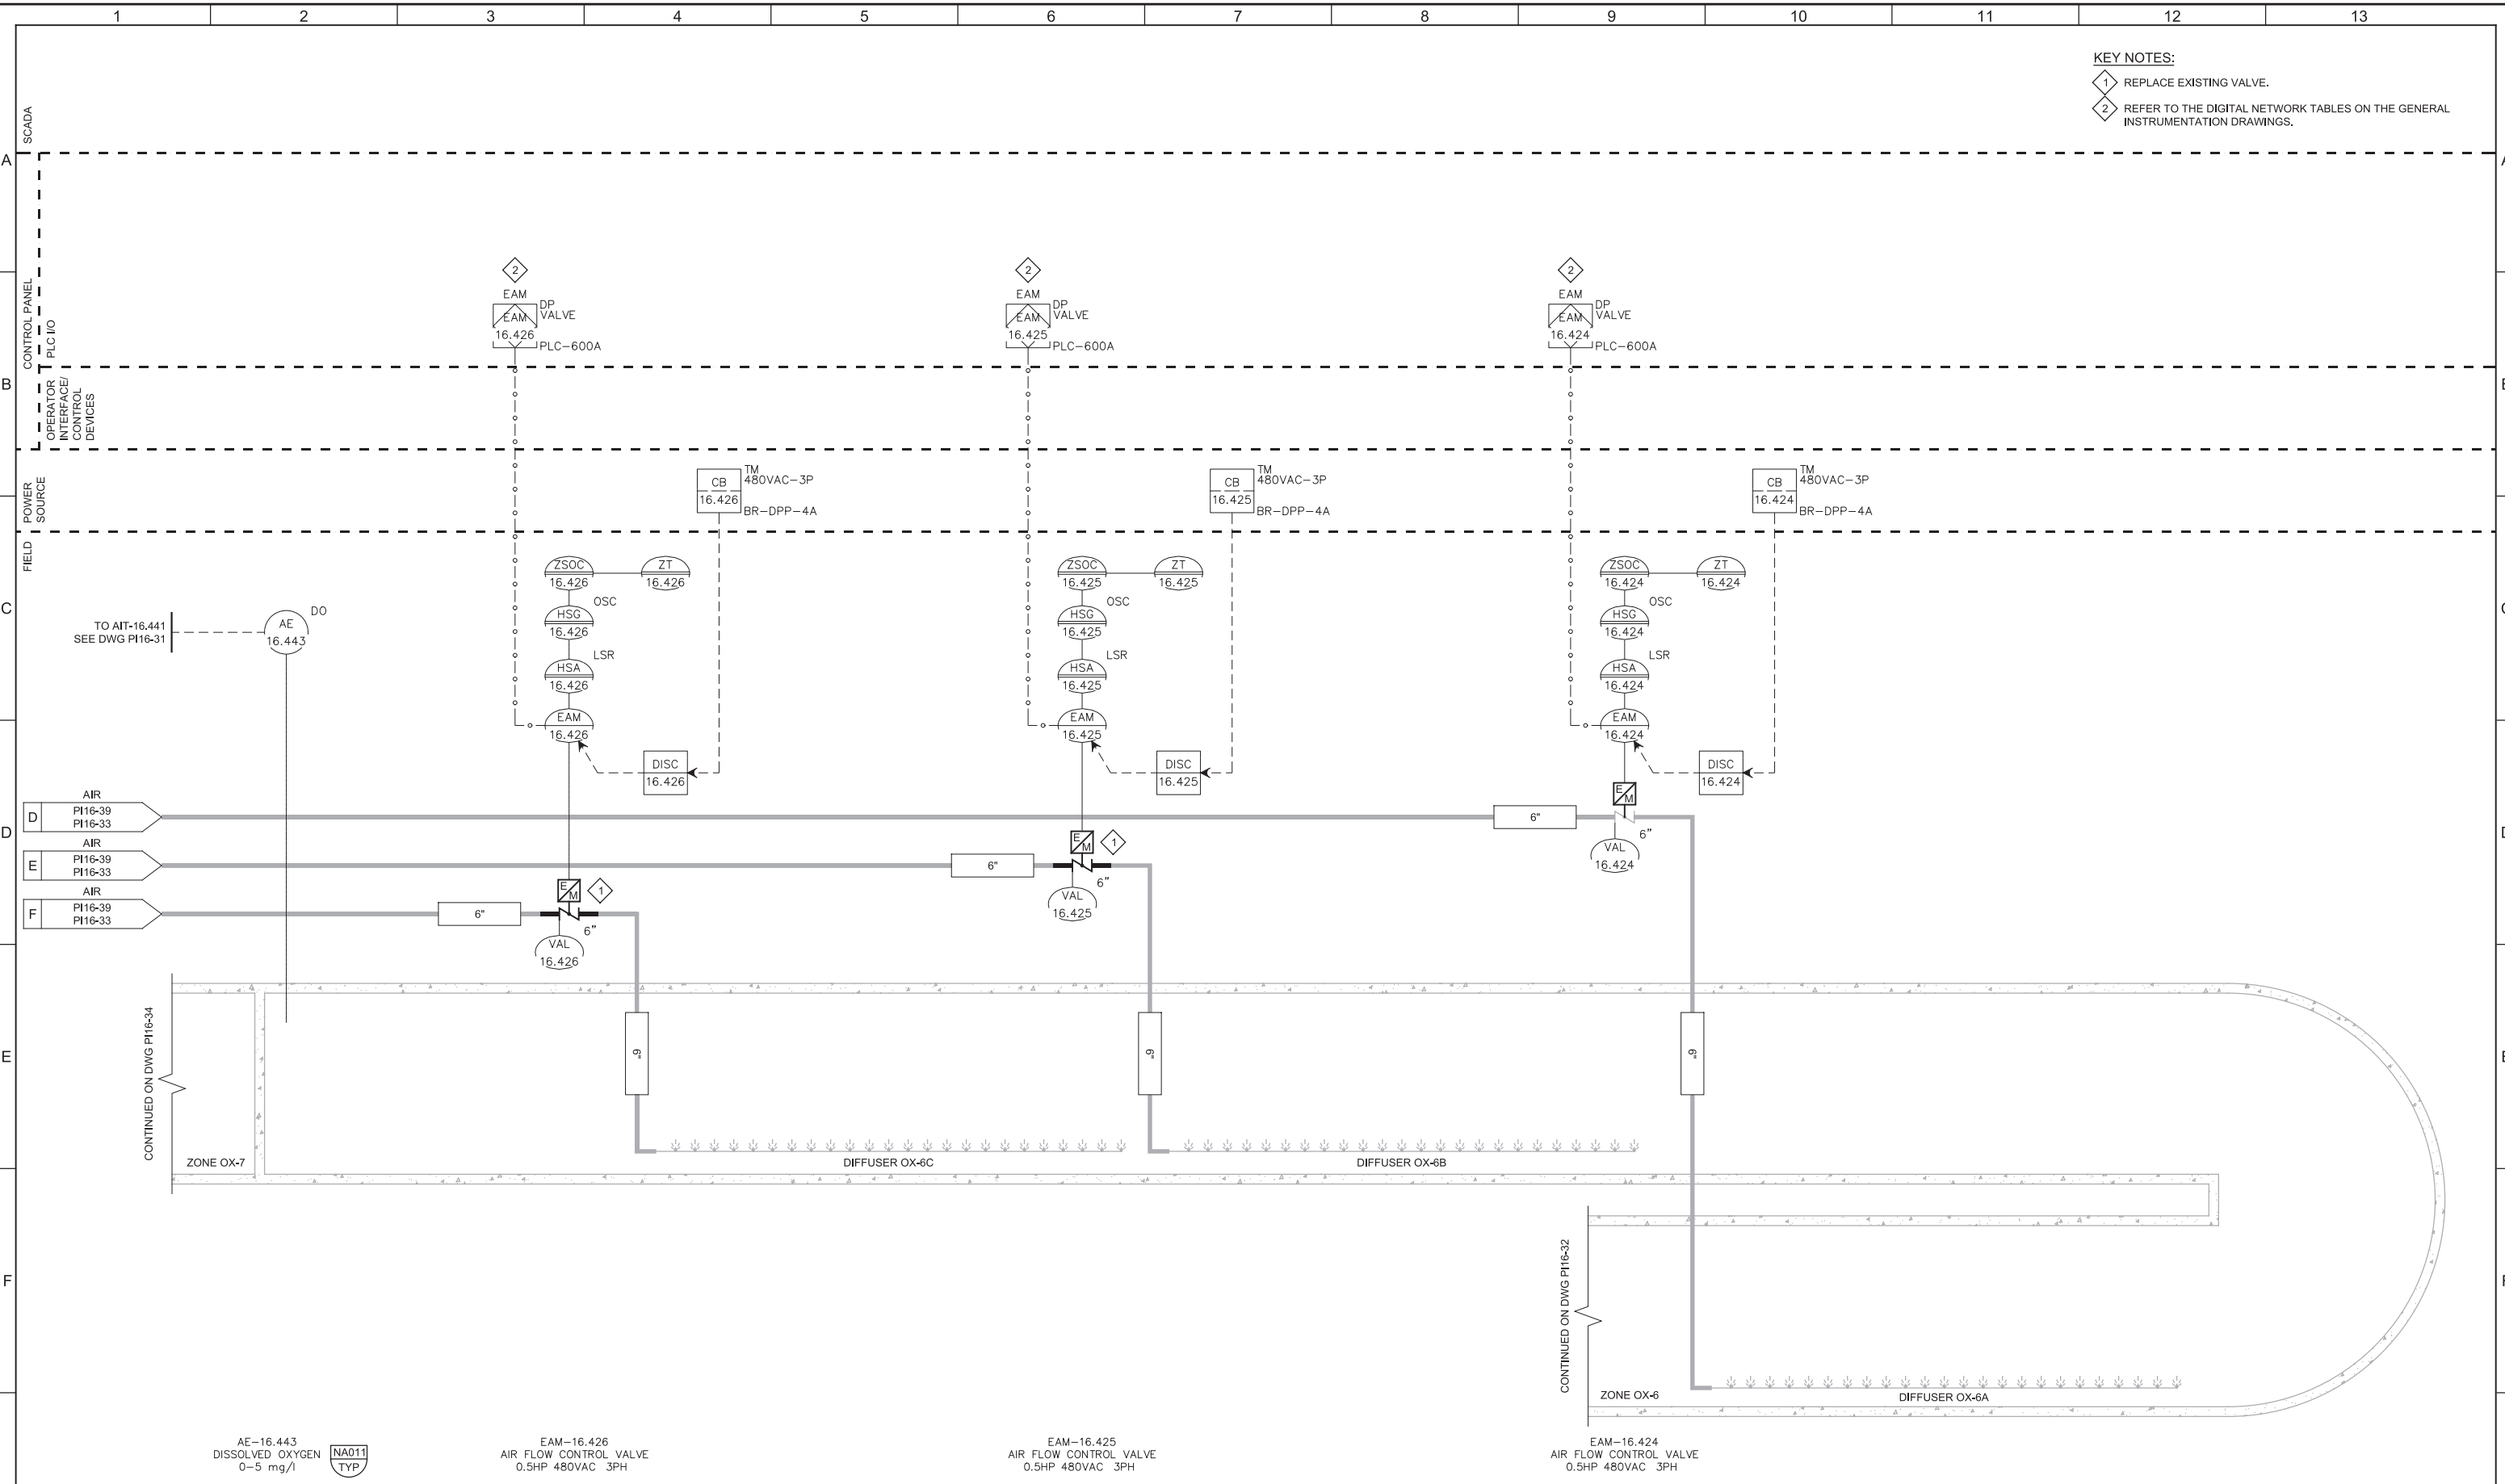 1 2 3 4 5 6 7 8 9 10 11 12 13
KEY NOTES:
1 REPLACE EXISTING VALVE.
2 REFER TO THE DIGITAL NETWORK TABLES ON THE GENERAL
INSTRUMENTATION DRAWINGS.
SCADA
A
CONTROL PANEL
PLC I/O
2
EAM
EAM
16.426
DP
VALVE
PLC-600A
2
EAM
EAM
16.425
DP
VALVE
PLC-600A
2
EAM
EAM
16.424
DP
VALVE
PLC-600A
B
OPERATOR
INTERFACE/
CONTROL
DEVICES
POWER
SOURCE
CB
16.426
TM
480VAC-3P
BR-DPP-4A
CB
16.425
TM
480VAC-3P
BR-DPP-4A
CB
16.424
TM
480VAC-3P
BR-DPP-4A
FIELD
C
TO AIT-16.441
SEE DWG PI16-31
AE
16.443
DO
ZSOC
16.426
ZT
16.426
OSC
HSG
16.426
LSR
HSA
16.426
EAM
16.426
DISC
16.426
ZSOC
16.425
ZT
16.425
OSC
HSG
16.425
LSR
HSA
16.425
EAM
16.425
DISC
16.425
ZSOC
16.424
ZT
16.424
OSC
HSG
16.424
LSR
HSA
16.424
EAM
16.424
DISC
16.424
D
AIR
D PI16-39
PI16-33
6"
E
M
6"
VAL
16.424
AIR
E PI16-39
PI16-33
6"
E
M
1
6"
VAL
16.425
AIR
F PI16-39
PI16-33
6"
E
M
1
6"
VAL
16.426
E
CONTINUED ON DWG PI16-34
6"
6"
6"
ZONE OX-7
DIFFUSER OX-6C
DIFFUSER OX-6B
F
CONTINUED ON DWG PI16-32
ZONE OX-6
DIFFUSER OX-6A
AE-16.443
DISSOLVED OXYGEN
0-5 mg/l
NA011
TYP
EAM-16.426
AIR FLOW CONTROL VALVE
0.5HP 480VAC 3PH
EAM-16.425
AIR FLOW CONTROL VALVE
0.5HP 480VAC 3PH
EAM-16.424
AIR FLOW CONTROL VALVE
0.5HP 480VAC 3PH